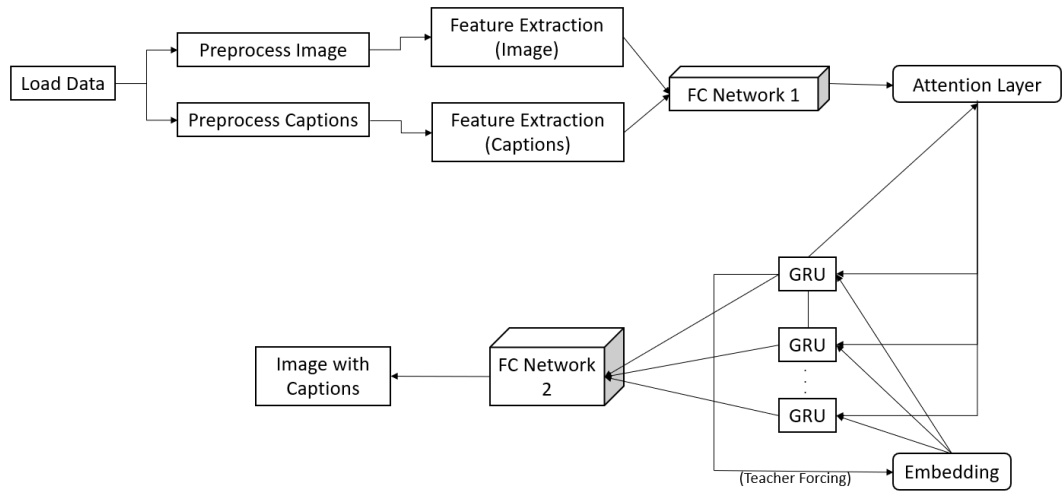 Load Data
Preprocess Image
Preprocess Captions
Feature Extraction
(Image)
Feature Extraction
(Captions)
FC Network 1
Attention Layer
GRU
GRU
GRU
Embedding
(Teacher Forcing)
FC Network
2
Image with
Captions